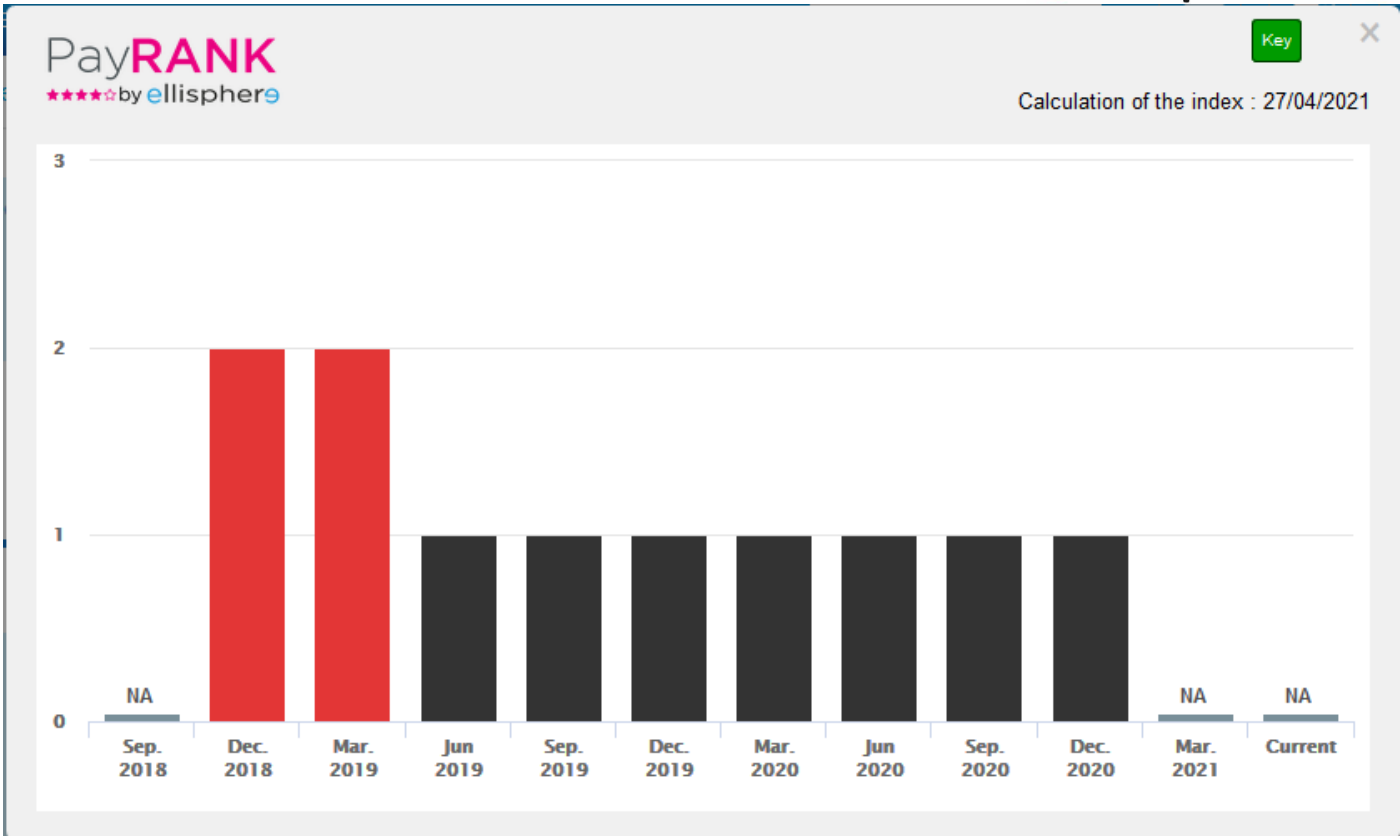 PayRANK
by ellisphere
Key
×
Calculation of the index : 27/04/2021
3
2
1
0
NA
NA
NA
Sep. 2018
Dec. 2018
Mar. 2019
Jun 2019
Sep. 2019
Dec. 2019
Mar. 2020
Jun 2020
Sep. 2020
Dec. 2020
Mar. 2021
Current